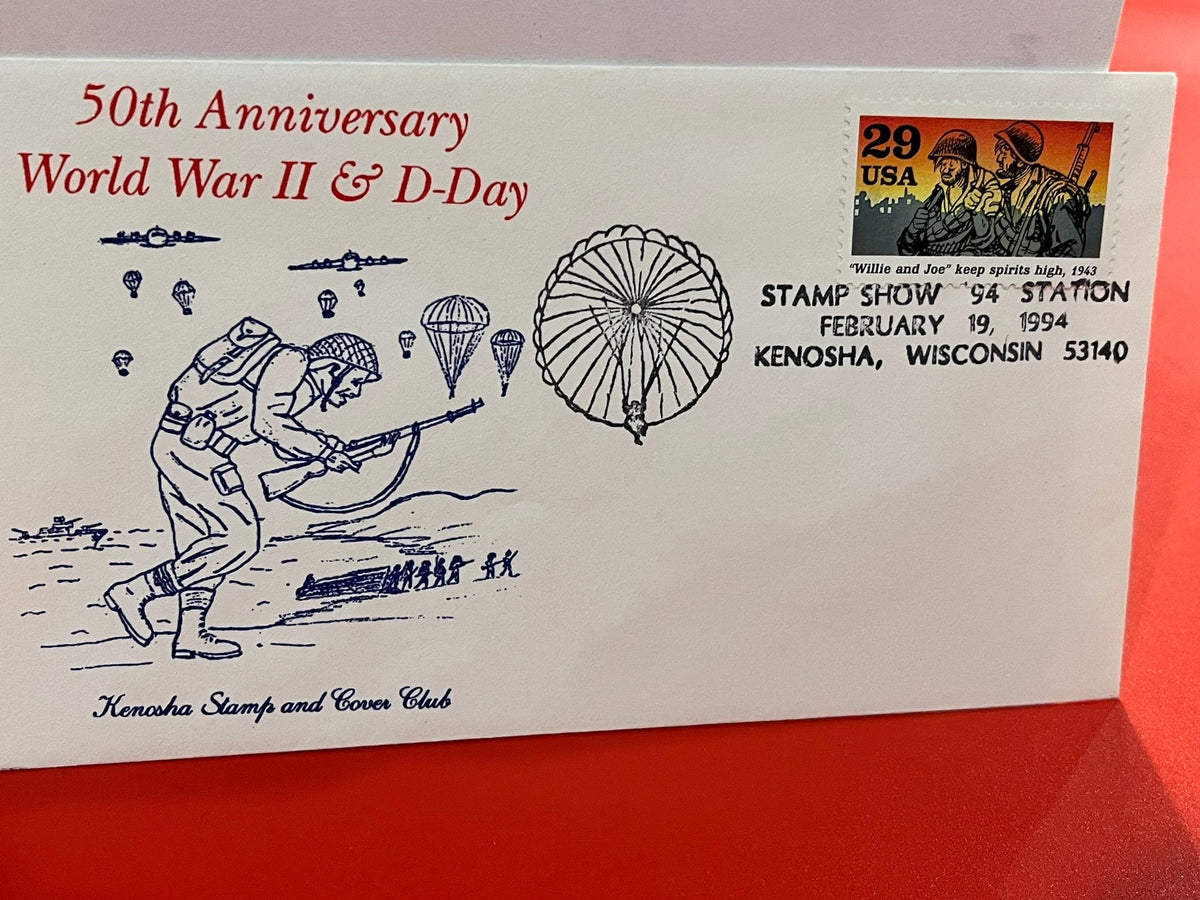 50th Anniversary
World War II & D-Day
29
USA
"Willie and Joe" keep spirits high, 1943
STAMP SHOW '94 STATION
FEBRUARY 19, 1994
KENOSHA, WISCONSIN 53140
Kenosha Stamp and Cover Club